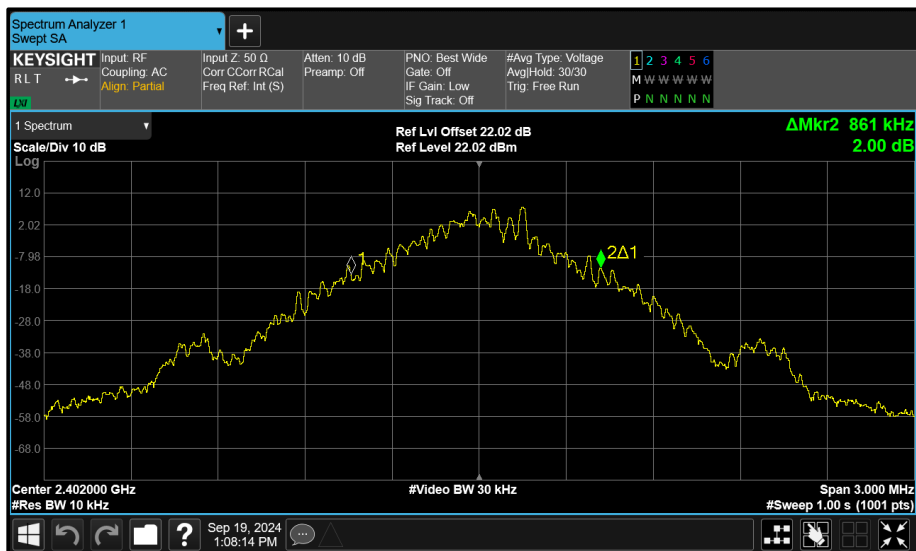 Spectrum Analyzer 1
Swept SA
▼
+
KEYSIGHT
R L T
LXI
Input: RF
Coupling: AC
Align: Partial
Input Z: 50 Ω
Corr CCorr RCal
Freq Ref: Int (S)
Atten: 10 dB
Preamp: Off
PNO: Best Wide
Gate: Off
IF Gain: Low
Sig Track: Off
#Avg Type: Voltage
Avg|Hold: 30/30
Trig: Free Run
1 2 3 4 5 6
M W W W W W
P N N N N N
1 Spectrum ▼
Scale/Div 10 dB
Ref Lvl Offset 22.02 dB
Ref Level 22.02 dBm
ΔMkr2 861 kHz
2.00 dB
Log
12.0
2.02
-7.98
-18.0
-28.0
-38.0
-48.0
-58.0
-68.0
1
2Δ1
Center 2.402000 GHz
#Res BW 10 kHz
#Video BW 30 kHz
Span 3.000 MHz
#Sweep 1.00 s (1001 pts)
?
Sep 19, 2024
1:08:14 PM